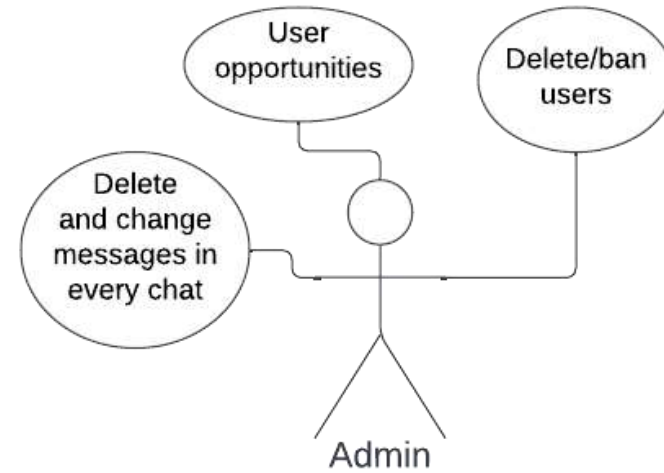 User
opportunities
Delete/ban
users
Delete
and change
messages in
every chat
Admin